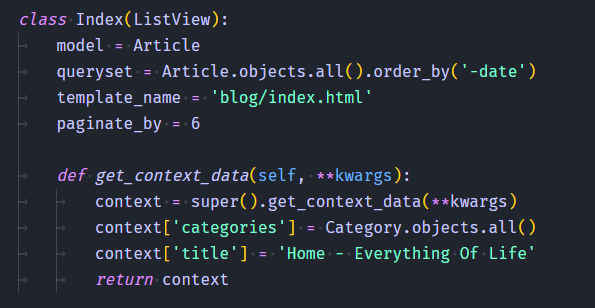 class Index(ListView):
    model = Article
    queryset = Article.objects.all().order_by('-date')
    template_name = 'blog/index.html'
    paginate_by = 6

    def get_context_data(self, **kwargs):
        context = super().get_context_data(**kwargs)
        context['categories'] = Category.objects.all()
        context['title'] = 'Home - Everything Of Life'
        return context